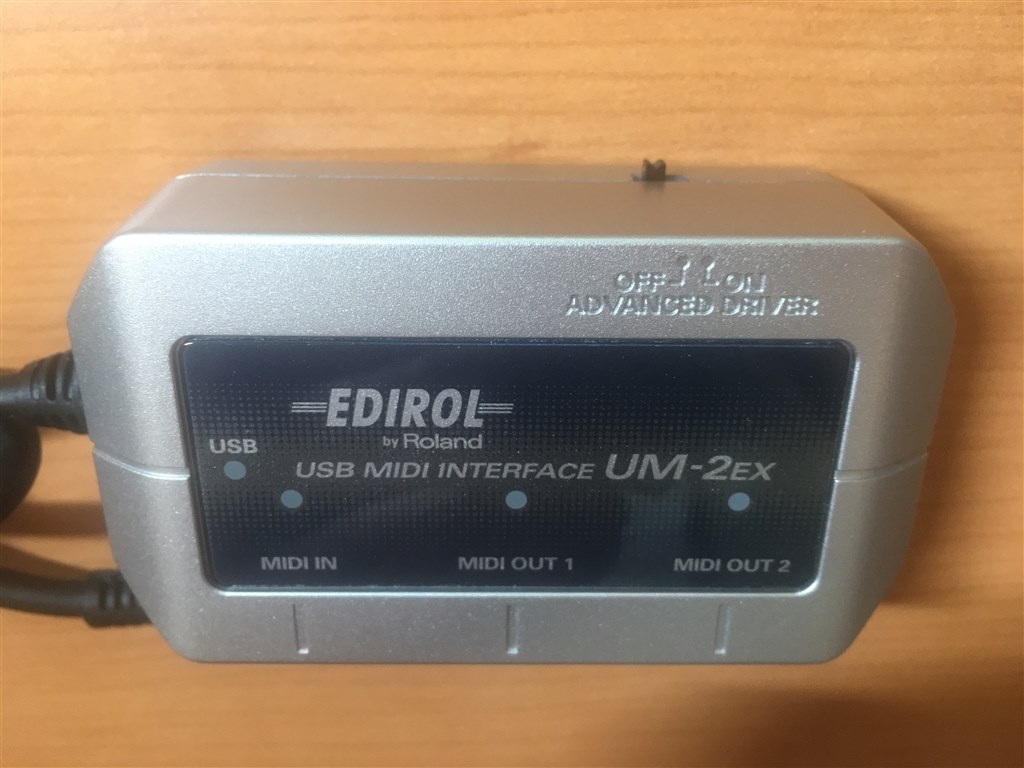 OFF ON
ADVANCED DRIVER
EDIROL
by Roland
USB
USB MIDI INTERFACE UM-2EX
MIDI IN MIDI OUT 1 MIDI OUT 2